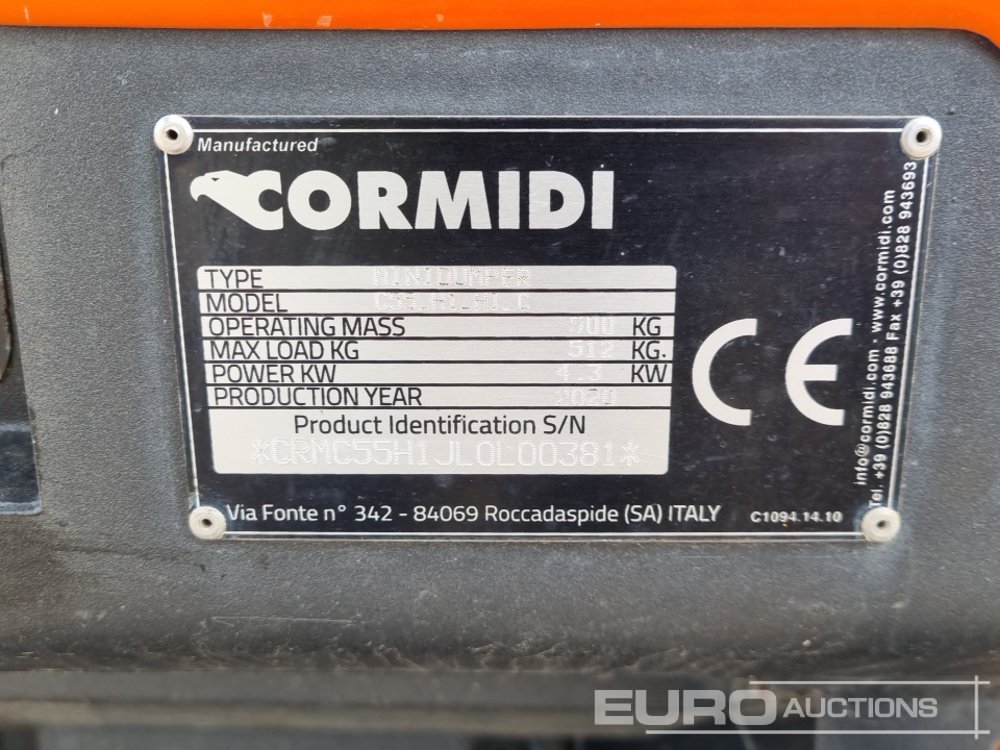 Manufactured
CORMIDI
TYPE MINIDUMPER
MODEL
OPERATING MASS 500 KG
MAX LOAD KG 512 KG.
POWER KW 4.3 KW
PRODUCTION YEAR 2020
Product Identification S/N
*CRMC55H1JL0L00381*
CE
Via Fonte n° 342 - 84069 Roccadaspide (SA) ITALY C1094.14.10
info@cormidi.com - www.cormidi.com
Tel. +39 (0)828 943688 Fax +39 (0)828 943693
EURO AUCTIONS